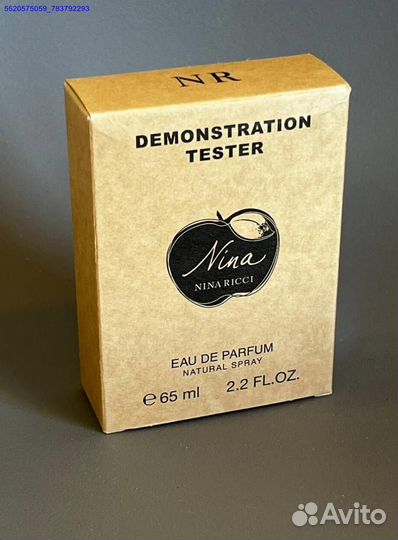 5520575059_783792293
NR
DEMONSTRATION
TESTER
Nina
NINA RICCI
EAU DE PARFUM
NATURAL SPRAY
℮ 65 ml 2.2 FL.OZ.
Avito